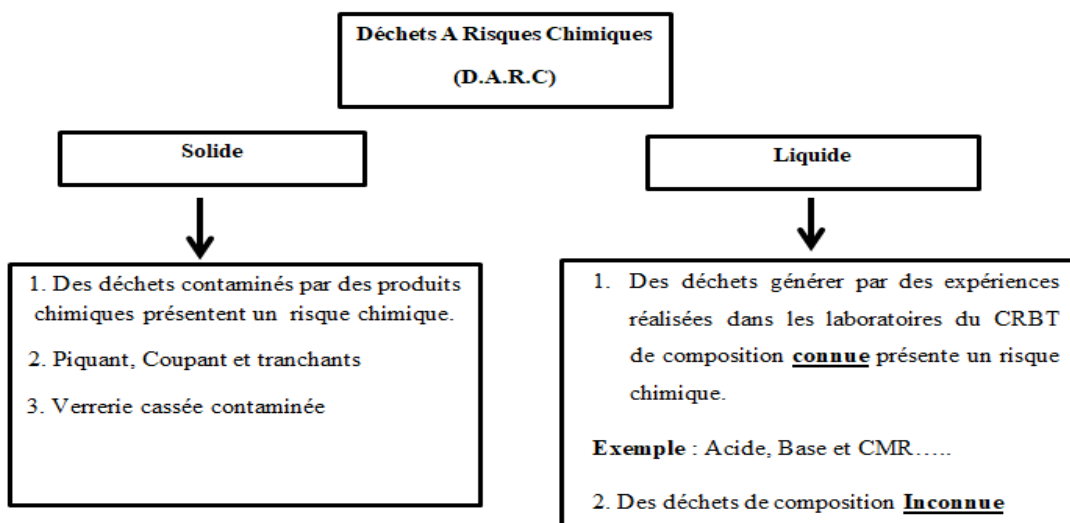 Déchets A Risques Chimiques
(D.A.R.C)
Solide
Liquide
1. Des déchets contaminés par des produits
chimiques présentent un risque chimique.
2. Piquant, Coupant et tranchants
3. Verrerie cassée contaminée
1. Des déchets générer par des expériences
réalisées dans les laboratoires du CRBT
de composition connue présente un risque
chimique.
Exemple : Acide, Base et CMR.....
2. Des déchets de composition Inconnue